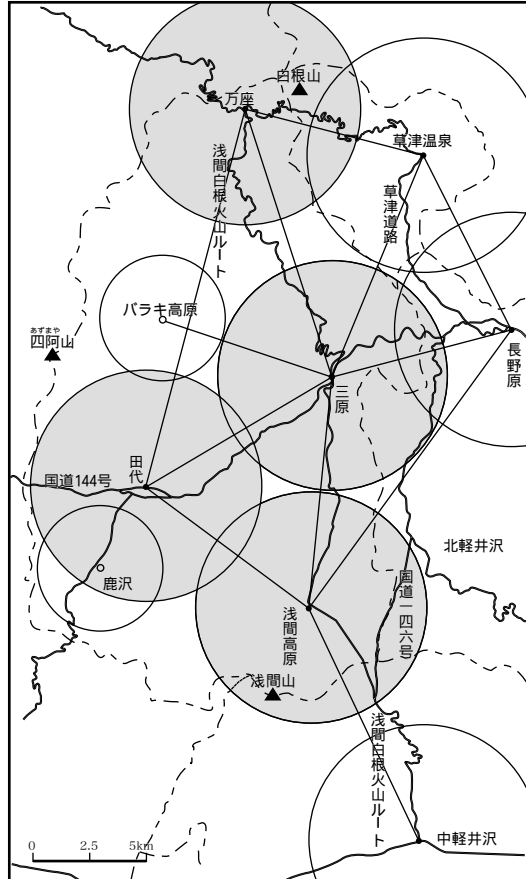 白根山
万座
草津温泉
浅間白根火山ルート
草津道路
バラキ高原
あずまや
四阿山
長野原
三原
田代
国道144号
北軽井沢
鹿沢
国道一四六号
浅間高原
浅間山
浅間白根火山ルート
中軽井沢
0 2.5 5km